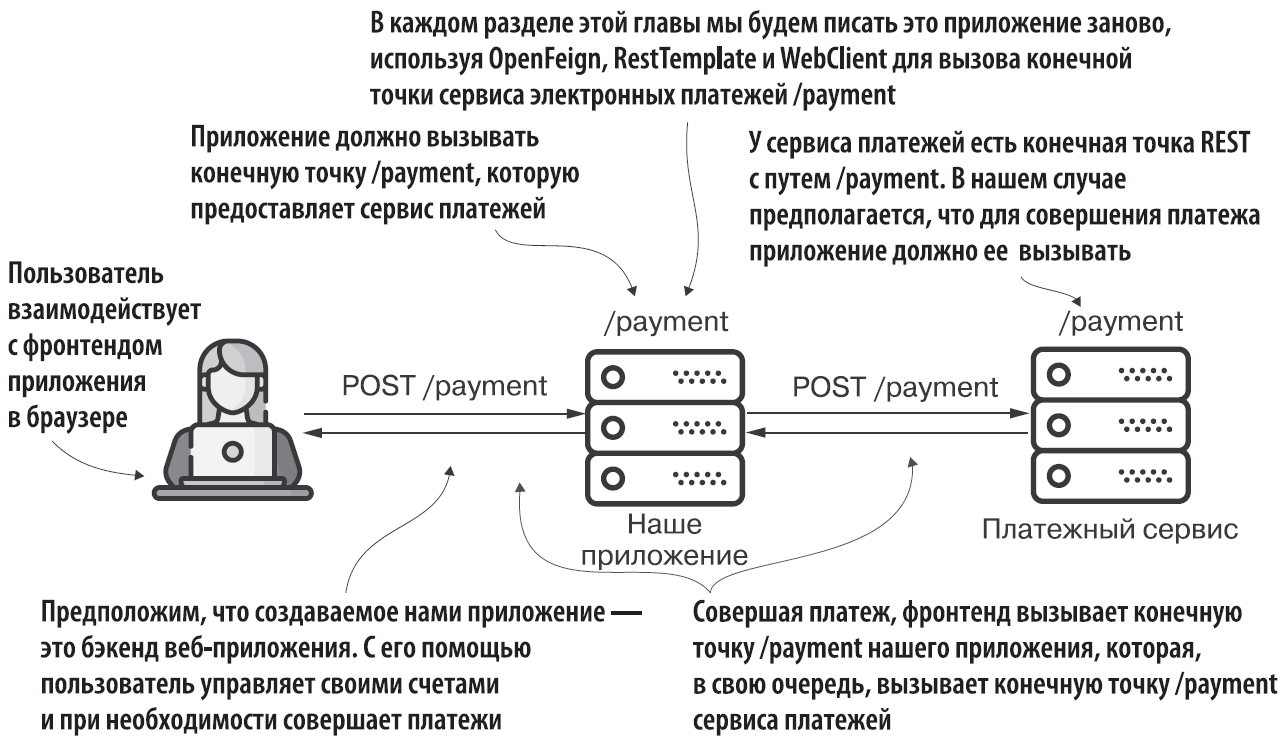 В каждом разделе этой главы мы будем писать это приложение заново,
используя OpenFeign, RestTemplate и WebClient для вызова конечной
точки сервиса электронных платежей /payment
Приложение должно вызывать
конечную точку /payment, которую
предоставляет сервис платежей
У сервиса платежей есть конечная точка REST
с путем /payment. В нашем случае
предполагается, что для совершения платежа
приложение должно ее вызывать
Пользователь
взаимодействует
с фронтендом
приложения
в браузере
/payment
/payment
POST /payment
POST /payment
Наше
приложение
Платежный сервис
Предположим, что создаваемое нами приложение —
это бэкенд веб-приложения. С его помощью
пользователь управляет своими счетами
и при необходимости совершает платежи
Совершая платеж, фронтенд вызывает конечную
точку /payment нашего приложения, которая,
в свою очередь, вызывает конечную точку /payment
сервиса платежей